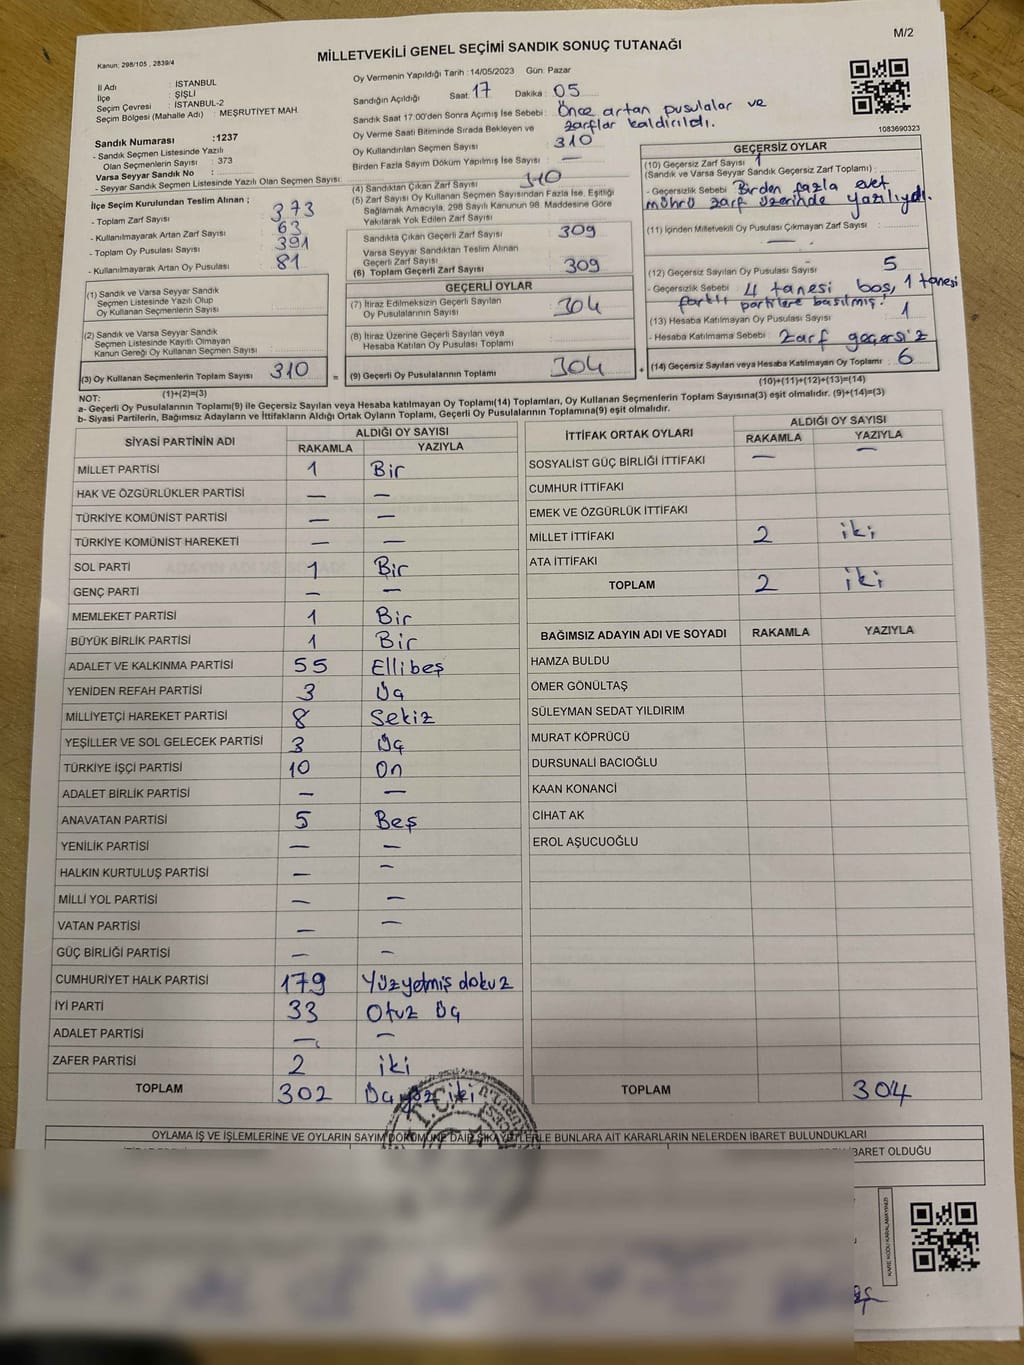 M/2
MİLLETVEKİLİ GENEL SEÇİMİ SANDIK SONUÇ TUTANAĞI
Kanun; 298/105 , 2839/4
İl Adı : İSTANBUL
İlçe : ŞİŞLİ
Seçim Çevresi : İSTANBUL-2
Seçim Bölgesi (Mahalle Adı) : MEŞRUTİYET MAH.
Sandık Numarası :1237
- Sandık Seçmen Listesinde Yazılı
Olan Seçmenlerin Sayısı : 373
Varsa Seyyar Sandık No :
- Seyyar Sandık Seçmen Listesinde Yazılı Olan Seçmen Sayısı:
İlçe Seçim Kurulundan Teslim Alınan ;
- Toplam Zarf Sayısı 373
- Kullanılmayarak Artan Zarf Sayısı 63
- Toplam Oy Pusulası Sayısı 391
- Kullanılmayarak Artan Oy Pusulası 81
(1) Sandık ve Varsa Seyyar Sandık
Seçmen Listesinde Yazılı Olup
Oy Kullanan Seçmenlerin Sayısı
(2) Sandık ve Varsa Seyyar Sandık
Seçmen Listesinde Kayıtlı Olmayan
Kanun Gereği Oy Kullanan Seçmen Sayısı
(3) Oy Kullanan Seçmenlerin Toplam Sayısı 310
(1)+(2)=(3)
Oy Vermenin Yapıldığı Tarih :14/05/2023 Gün: Pazar
Sandığın Açıldığı Saat: 17 Dakika: 05
Sandık Saat 17:00'den Sonra Açımış İse Sebebi : Önce artan pusulalar ve
zarflar kaldırıldı.
Oy Verme Saati Bitiminde Sırada Bekleyen ve
Oy Kullandırılan Seçmen Sayısı 310
Birden Fazla Sayım Döküm Yapılmış İse Sayısı : —
(4) Sandıktan Çıkan Zarf Sayısı 310
(5) Zarf Sayısı Oy Kullanan Seçmen Sayısından Fazla İse, Eşitliği
Sağlamak Amacıyla, 298 Sayılı Kanunun 98. Maddesine Göre
Yakılarak Yok Edilen Zarf Sayısı
Sandıkta Çıkan Geçerli Zarf Sayısı 309
Varsa Seyyar Sandıktan Teslim Alınan
Geçerli Zarf Sayısı
(6) Toplam Geçerli Zarf Sayısı 309
GEÇERLİ OYLAR
(7) İtiraz Edilmeksizin Geçerli Sayılan
Oy Pusulalarının Sayısı 304
(8) İtiraz Üzerine Geçerli Sayılan veya
Hesaba Katılan Oy Pusulası Toplamı
= (9) Geçerli Oy Pusulalarının Toplamı 304
1083690323
GEÇERSİZ OYLAR
(10) Geçersiz Zarf Sayısı 1
(Sandık ve Varsa Seyyar Sandık Geçersiz Zarf Toplamı) :
- Geçersizlik Sebebi Birden fazla evet
mührü zarf üzerinde yazılıydı.
(11) İçinden Milletvekili Oy Pusulası Çıkmayan Zarf Sayısı :
—
(12) Geçersiz Sayılan Oy Pusulası Sayısı 5
- Geçersizlik Sebebi : 4 tanesi boş, 1 tanesi
farklı partilere basılmış.
(13) Hesaba Katılmayan Oy Pusulası Sayısı : 1
- Hesaba Katılmama Sebebi : Zarf geçersiz
+ (14) Geçersiz Sayılan veya Hesaba Katılmayan Oy Toplamı : 6
(10)+(11)+(12)+(13)=(14)
NOT:
a- Geçerli Oy Pusulalarının Toplamı(9) ile Geçersiz Sayılan veya Hesaba katılmayan Oy Toplamı(14) Toplamları, Oy Kullanan Seçmenlerin Toplam Sayısına(3) eşit olmalıdır. (9)+(14)=(3)
b- Siyasi Partilerin, Bağımsız Adayların ve İttifakların Aldığı Ortak Oyların Toplamı, Geçerli Oy Pusulalarının Toplamına(9) eşit olmalıdır.
SİYASİ PARTİNİN ADI ALDIĞI OY SAYISI
RAKAMLA YAZIYLA
MİLLET PARTİSİ 1 Bir
HAK VE ÖZGÜRLÜKLER PARTİSİ — —
TÜRKİYE KOMÜNİST PARTİSİ — —
TÜRKİYE KOMÜNİST HAREKETİ — —
SOL PARTİ 1 Bir
GENÇ PARTİ — —
MEMLEKET PARTİSİ 1 Bir
BÜYÜK BİRLİK PARTİSİ 1 Bir
ADALET VE KALKINMA PARTİSİ 55 Ellibeş
YENİDEN REFAH PARTİSİ 3 Üç
MİLLİYETÇİ HAREKET PARTİSİ 8 Sekiz
YEŞİLLER VE SOL GELECEK PARTİSİ 3 Üç
TÜRKİYE İŞÇİ PARTİSİ 10 On
ADALET BİRLİK PARTİSİ — —
ANAVATAN PARTİSİ 5 Beş
YENİLİK PARTİSİ — —
HALKIN KURTULUŞ PARTİSİ — —
MİLLİ YOL PARTİSİ — —
VATAN PARTİSİ — —
GÜÇ BİRLİĞİ PARTİSİ — —
CUMHURİYET HALK PARTİSİ 179 Yüzyetmiş dokuz
İYİ PARTİ 33 Otuz Üç
ADALET PARTİSİ — —
ZAFER PARTİSİ 2 iki
TOPLAM 302 Üç yüz iki
İTTİFAK ORTAK OYLARI ALDIĞI OY SAYISI
RAKAMLA YAZIYLA
SOSYALIST GÜÇ BİRLİĞİ İTTİFAKI — —
CUMHUR İTTİFAKI
EMEK VE ÖZGÜRLÜK İTTİFAKI
MİLLET İTTİFAKI 2 iki
ATA İTTİFAKI
TOPLAM 2 iki
BAĞIMSIZ ADAYIN ADI VE SOYADI RAKAMLA YAZIYLA
HAMZA BULDU
ÖMER GÖNÜLTAŞ
SÜLEYMAN SEDAT YILDIRIM
MURAT KÖPRÜCÜ
DURSUNALİ BACIOĞLU
KAAN KONANCİ
CİHAT AK
EROL AŞUCUOĞLU
TOPLAM 304
OYLAMA İŞ VE İŞLEMLERİNE VE OYLARIN SAYIM DÖKÜMÜNE DAİR ŞİKAYETLERLE BUNLARA AİT KARARLARIN NELERDEN İBARET BULUNDUKLARI
İBARET OLDUĞU
T.C.
KARE KODU KARALAMAYINIZ!